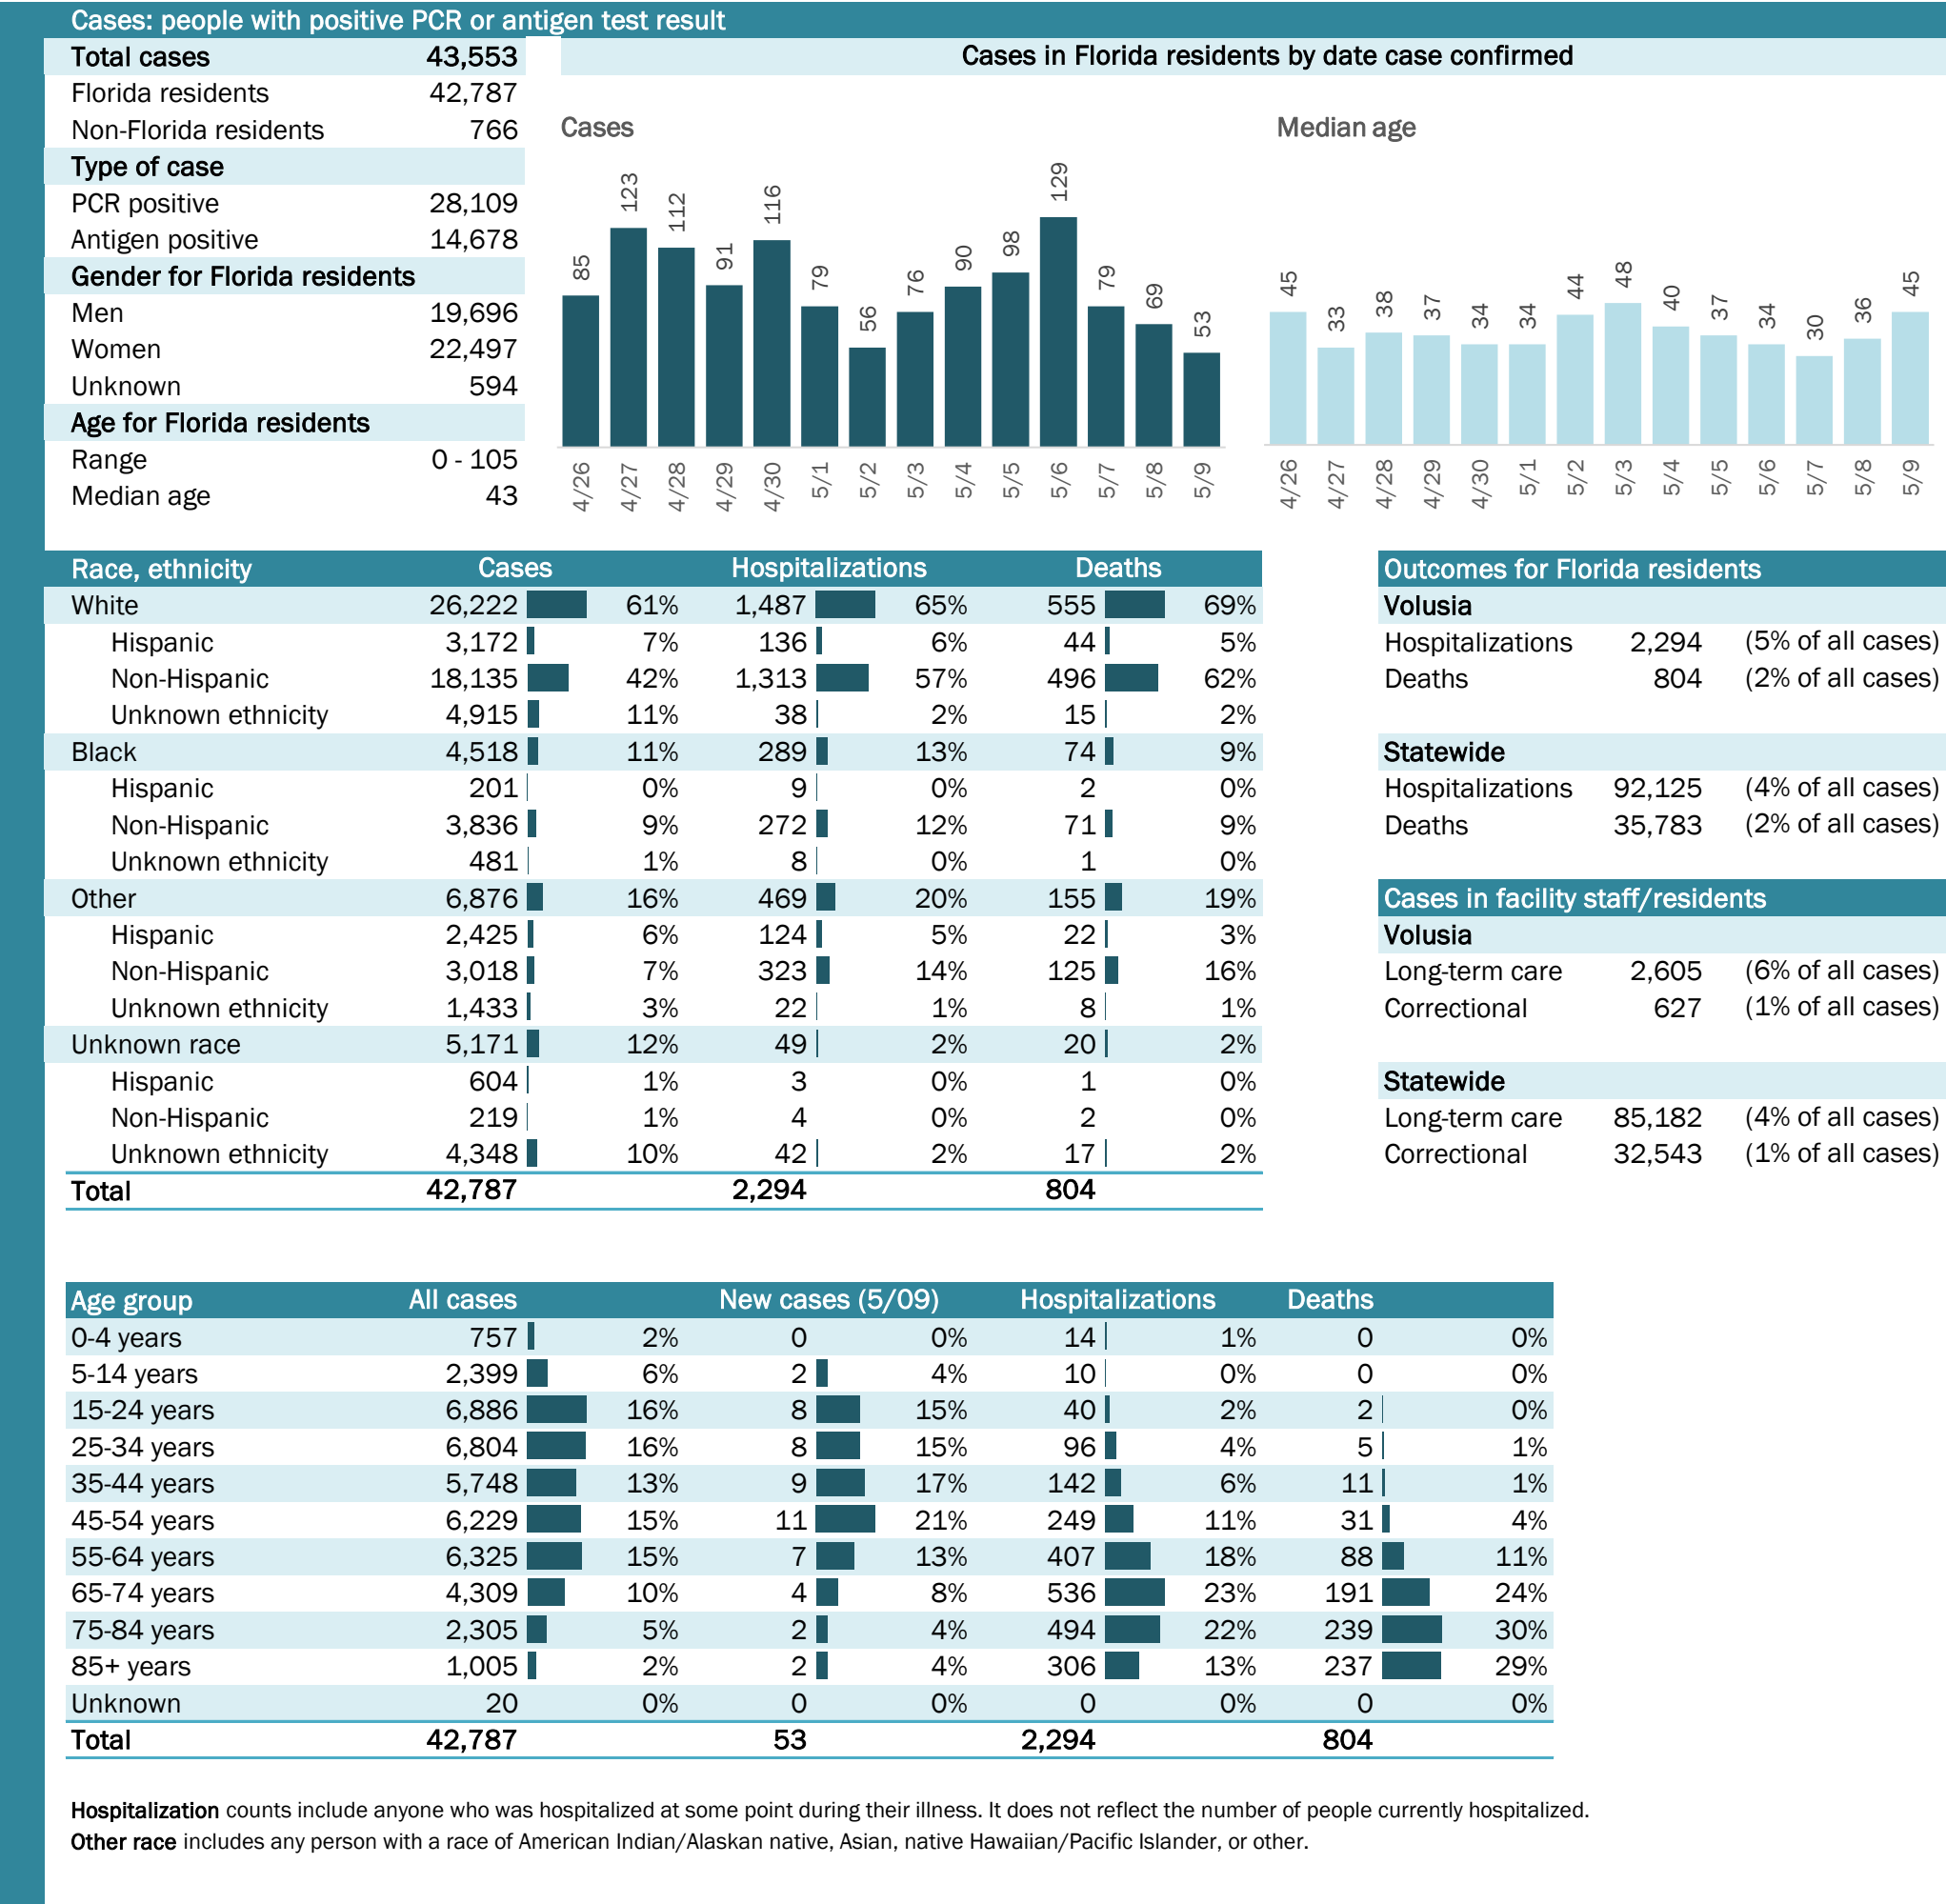 Cases: people with positive PCR or antigen test result
Total cases 43,553
Florida residents 42,787
Non-Florida residents 766
Type of case
PCR positive 28,109
Antigen positive 14,678
Gender for Florida residents
Men 19,696
Women 22,497
Unknown 594
Age for Florida residents
Range 0 - 105
Median age 43
Cases in Florida residents by date case confirmed
Cases
85 123 112 91 116 79 56 76 90 98 129 79 69 53
4/26 4/27 4/28 4/29 4/30 5/1 5/2 5/3 5/4 5/5 5/6 5/7 5/8 5/9
Median age
45 33 38 37 34 34 44 48 40 37 34 30 36 45
4/26 4/27 4/28 4/29 4/30 5/1 5/2 5/3 5/4 5/5 5/6 5/7 5/8 5/9
Race, ethnicity Cases Hospitalizations Deaths
White 26,222 61% 1,487 65% 555 69%
Hispanic 3,172 7% 136 6% 44 5%
Non-Hispanic 18,135 42% 1,313 57% 496 62%
Unknown ethnicity 4,915 11% 38 2% 15 2%
Black 4,518 11% 289 13% 74 9%
Hispanic 201 0% 9 0% 2 0%
Non-Hispanic 3,836 9% 272 12% 71 9%
Unknown ethnicity 481 1% 8 0% 1 0%
Other 6,876 16% 469 20% 155 19%
Hispanic 2,425 6% 124 5% 22 3%
Non-Hispanic 3,018 7% 323 14% 125 16%
Unknown ethnicity 1,433 3% 22 1% 8 1%
Unknown race 5,171 12% 49 2% 20 2%
Hispanic 604 1% 3 0% 1 0%
Non-Hispanic 219 1% 4 0% 2 0%
Unknown ethnicity 4,348 10% 42 2% 17 2%
Total 42,787 2,294 804
Outcomes for Florida residents
Volusia
Hospitalizations 2,294 (5% of all cases)
Deaths 804 (2% of all cases)
Statewide
Hospitalizations 92,125 (4% of all cases)
Deaths 35,783 (2% of all cases)
Cases in facility staff/residents
Volusia
Long-term care 2,605 (6% of all cases)
Correctional 627 (1% of all cases)
Statewide
Long-term care 85,182 (4% of all cases)
Correctional 32,543 (1% of all cases)
Age group All cases New cases (5/09) Hospitalizations Deaths
0-4 years 757 2% 0 0% 14 1% 0 0%
5-14 years 2,399 6% 2 4% 10 0% 0 0%
15-24 years 6,886 16% 8 15% 40 2% 2 0%
25-34 years 6,804 16% 8 15% 96 4% 5 1%
35-44 years 5,748 13% 9 17% 142 6% 11 1%
45-54 years 6,229 15% 11 21% 249 11% 31 4%
55-64 years 6,325 15% 7 13% 407 18% 88 11%
65-74 years 4,309 10% 4 8% 536 23% 191 24%
75-84 years 2,305 5% 2 4% 494 22% 239 30%
85+ years 1,005 2% 2 4% 306 13% 237 29%
Unknown 20 0% 0 0% 0 0% 0 0%
Total 42,787 53 2,294 804
Hospitalization counts include anyone who was hospitalized at some point during their illness. It does not reflect the number of people currently hospitalized.
Other race includes any person with a race of American Indian/Alaskan native, Asian, native Hawaiian/Pacific Islander, or other.